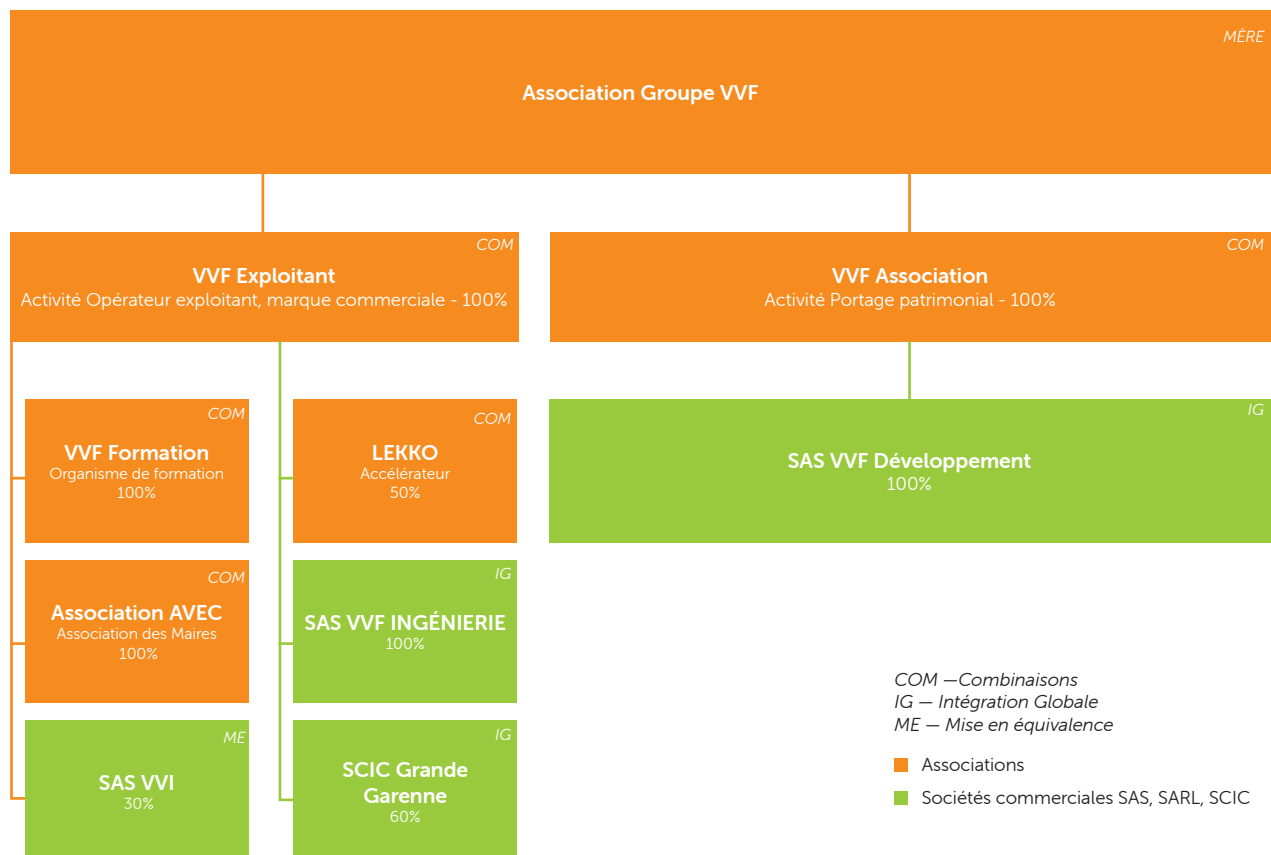 MÈRE
Association Groupe VVF
COM
VVF Exploitant
Activité Opérateur exploitant, marque commerciale - 100%
COM
VVF Association
Activité Portage patrimonial - 100%
COM
VVF Formation
Organisme de formation
100%
COM
LEKKO
Accélérateur
50%
IG
SAS VVF Développement
100%
COM
Association AVEC
Association des Maires
100%
IG
SAS VVF INGÉNIERIE
100%
ME
SAS VVI
30%
IG
SCIC Grande
Garenne
60%
COM —Combinaisons
IG — Intégration Globale
ME — Mise en équivalence
Associations
Sociétés commerciales SAS, SARL, SCIC